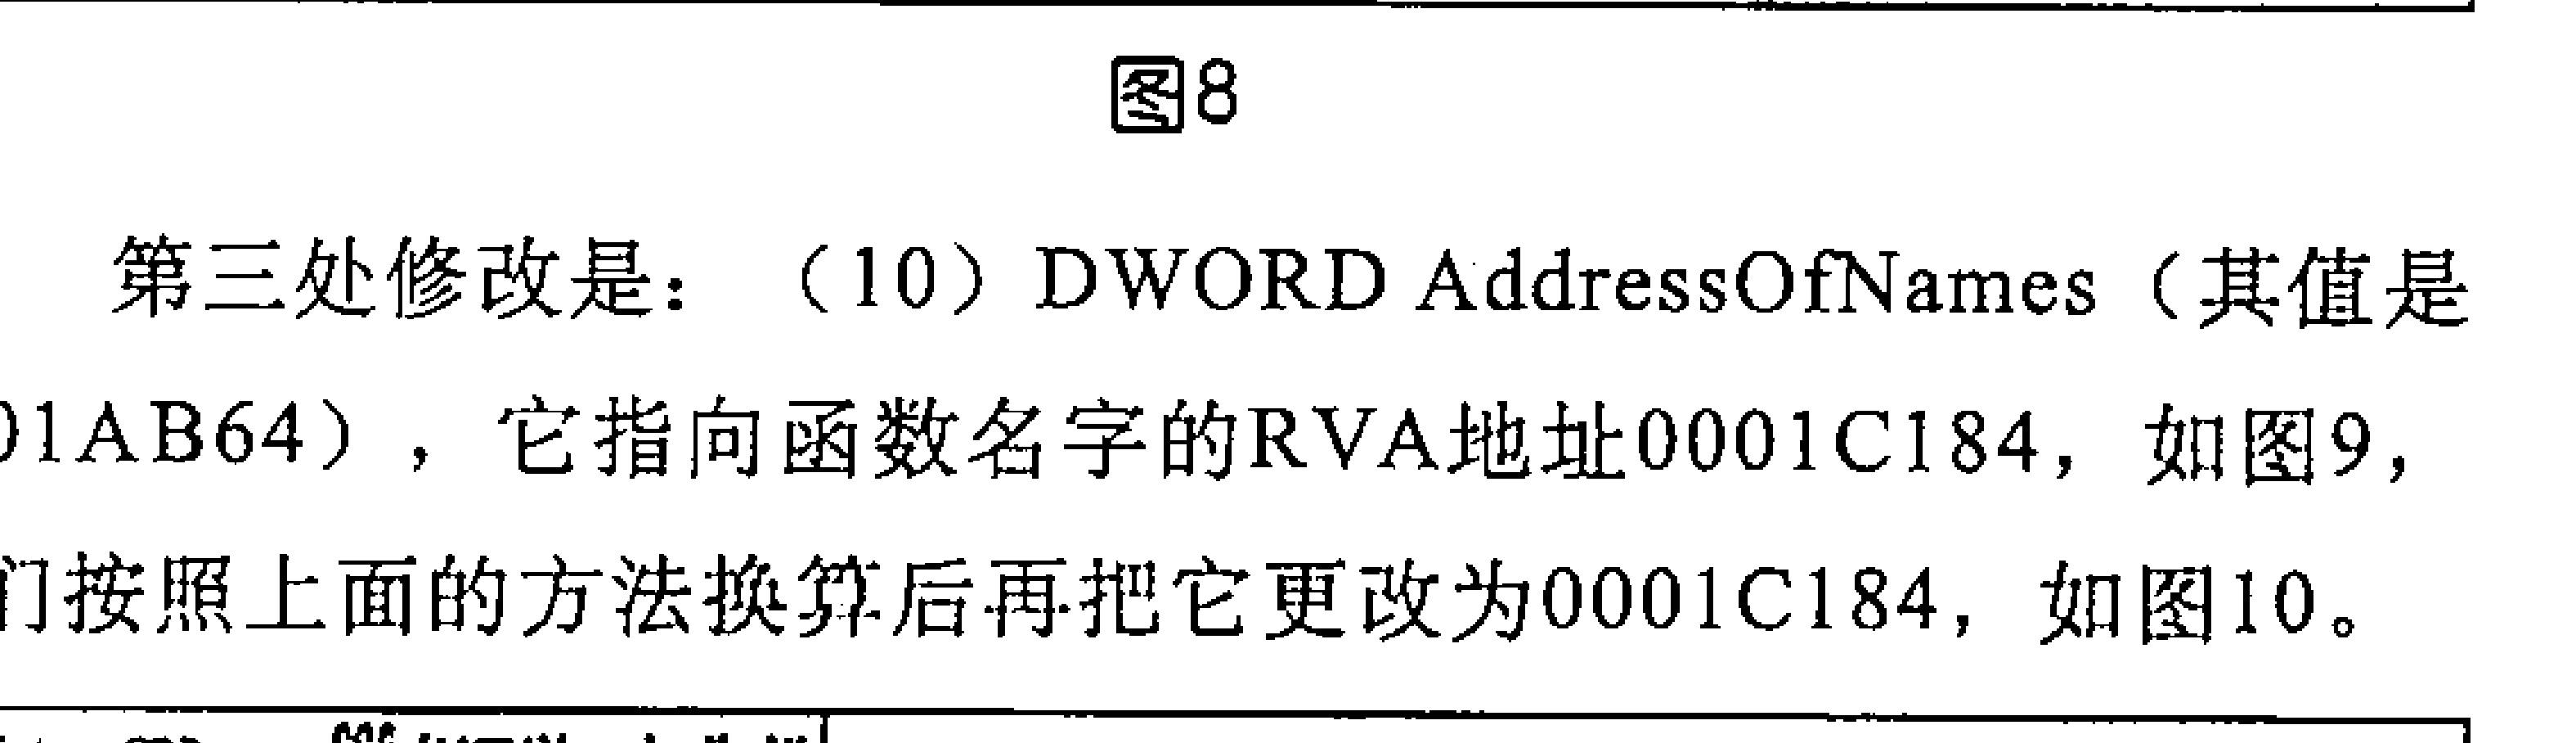 图8
第三处修改是：（10）DWORD AddressOfNames（其值是
01AB64），它指向函数名字的RVA地址0001C184，如图9，
们按照上面的方法换算后再把它更改为0001C184，如图10。